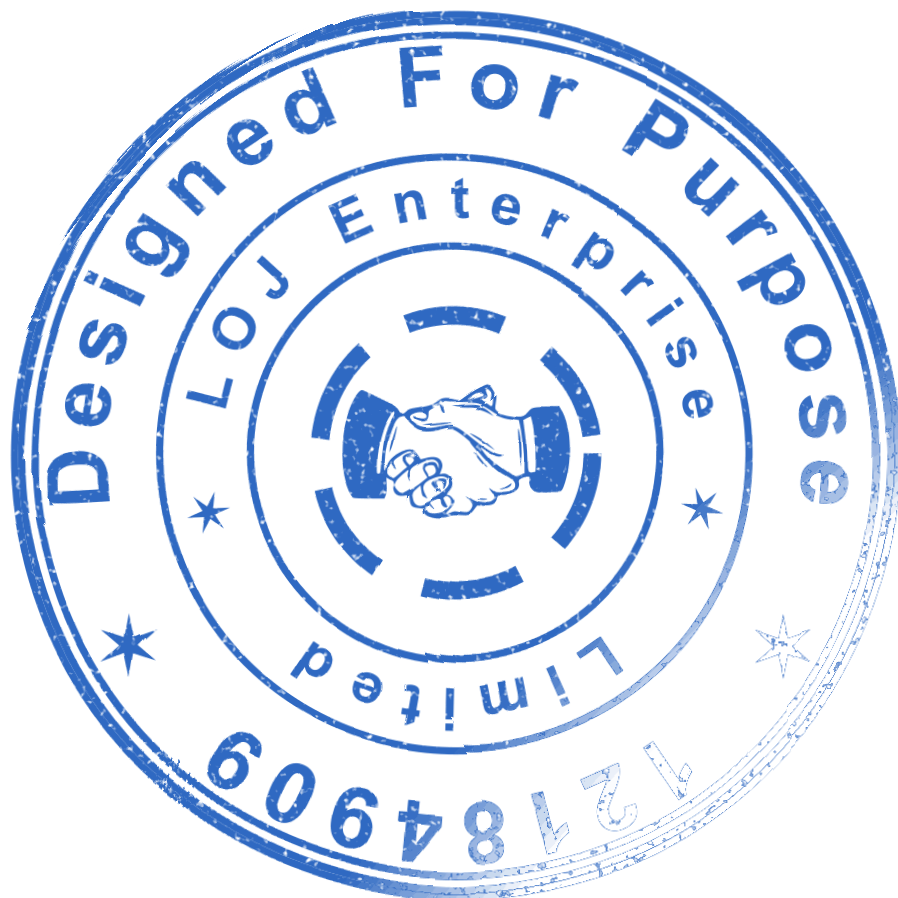 Designed For Purpose
LOJ Enterprise
Limited
12184909